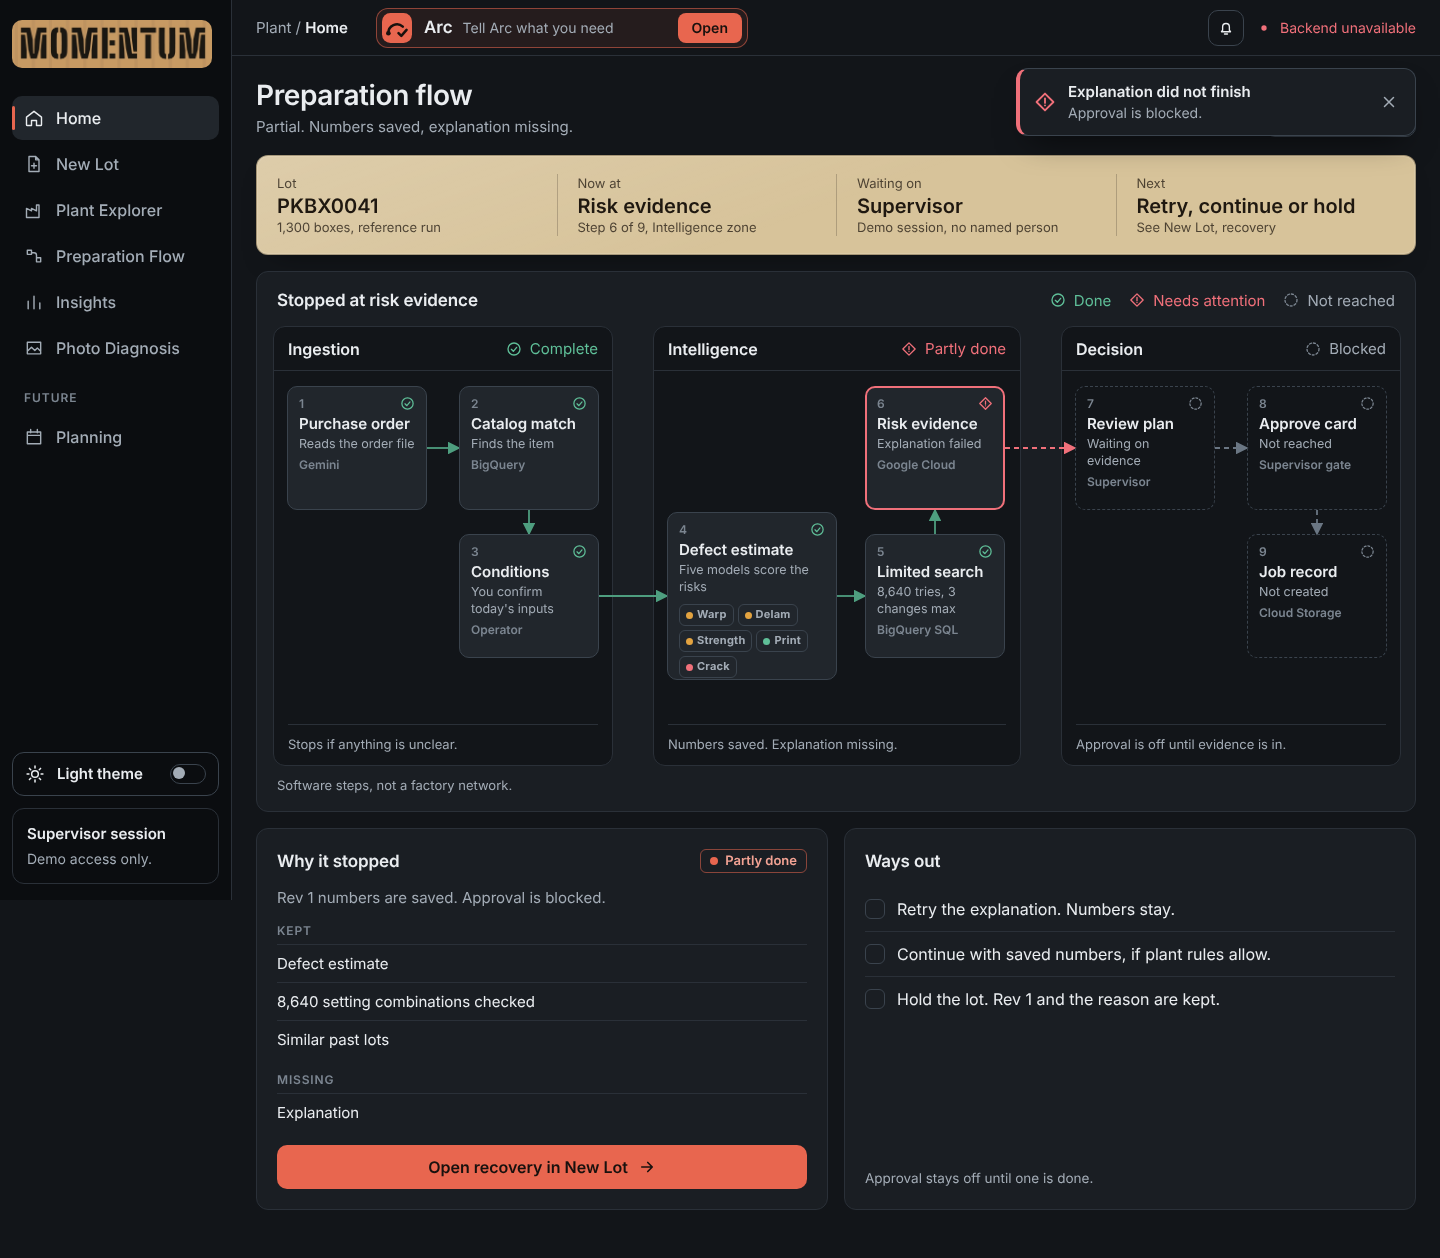 MOMENTUM
Home
New Lot
Plant Explorer
Preparation Flow
Insights
Photo Diagnosis
FUTURE
Planning
Light theme
Supervisor session
Demo access only.
Plant / Home
Arc Tell Arc what you need Open
Backend unavailable
Preparation flow
Partial. Numbers saved, explanation missing.
Explanation did not finish
Approval is blocked.
Lot
PKBX0041
1,300 boxes, reference run
Now at
Risk evidence
Step 6 of 9, Intelligence zone
Waiting on
Supervisor
Demo session, no named person
Next
Retry, continue or hold
See New Lot, recovery
Stopped at risk evidence
Done Needs attention Not reached
Ingestion Complete
1
Purchase order
Reads the order file
Gemini
2
Catalog match
Finds the item
BigQuery
3
Conditions
You confirm
today's inputs
Operator
Stops if anything is unclear.
Intelligence Partly done
4
Defect estimate
Five models score the
risks
Warp Delam
Strength Print
Crack
5
Limited search
8,640 tries, 3
changes max
BigQuery SQL
6
Risk evidence
Explanation failed
Google Cloud
Numbers saved. Explanation missing.
Decision Blocked
7
Review plan
Waiting on
evidence
Supervisor
8
Approve card
Not reached
Supervisor gate
9
Job record
Not created
Cloud Storage
Approval is off until evidence is in.
Software steps, not a factory network.
Why it stopped Partly done
Rev 1 numbers are saved. Approval is blocked.
KEPT
Defect estimate
8,640 setting combinations checked
Similar past lots
MISSING
Explanation
Open recovery in New Lot →
Ways out
Retry the explanation. Numbers stay.
Continue with saved numbers, if plant rules allow.
Hold the lot. Rev 1 and the reason are kept.
Approval stays off until one is done.